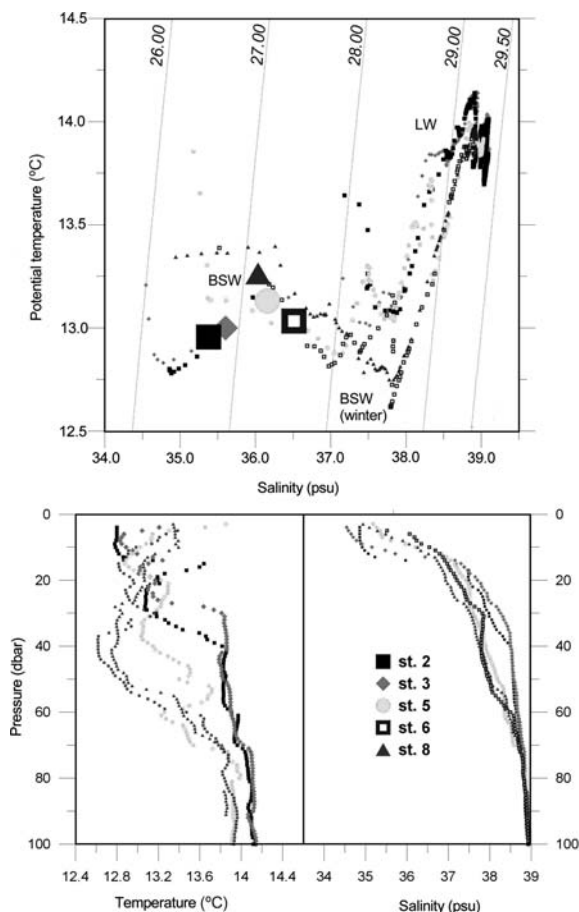 26.00
27.00
28.00
29.00
29.50
14.5
14.0
13.5
13.0
12.5
Potential temperature (ºC)
LW
BSW
BSW
(winter)
34.0 35.0 36.0 37.0 38.0 39.0
Salinity (psu)
0
20
40
60
80
100
Pressure (dbar)
st. 2
st. 3
st. 5
st. 6
st. 8
0
20
40
60
80
100
12.4 12.8 13.2 13.6 14.0 14.4
Temperature (ºC)
34 35 36 37 38 39
Salinity (psu)